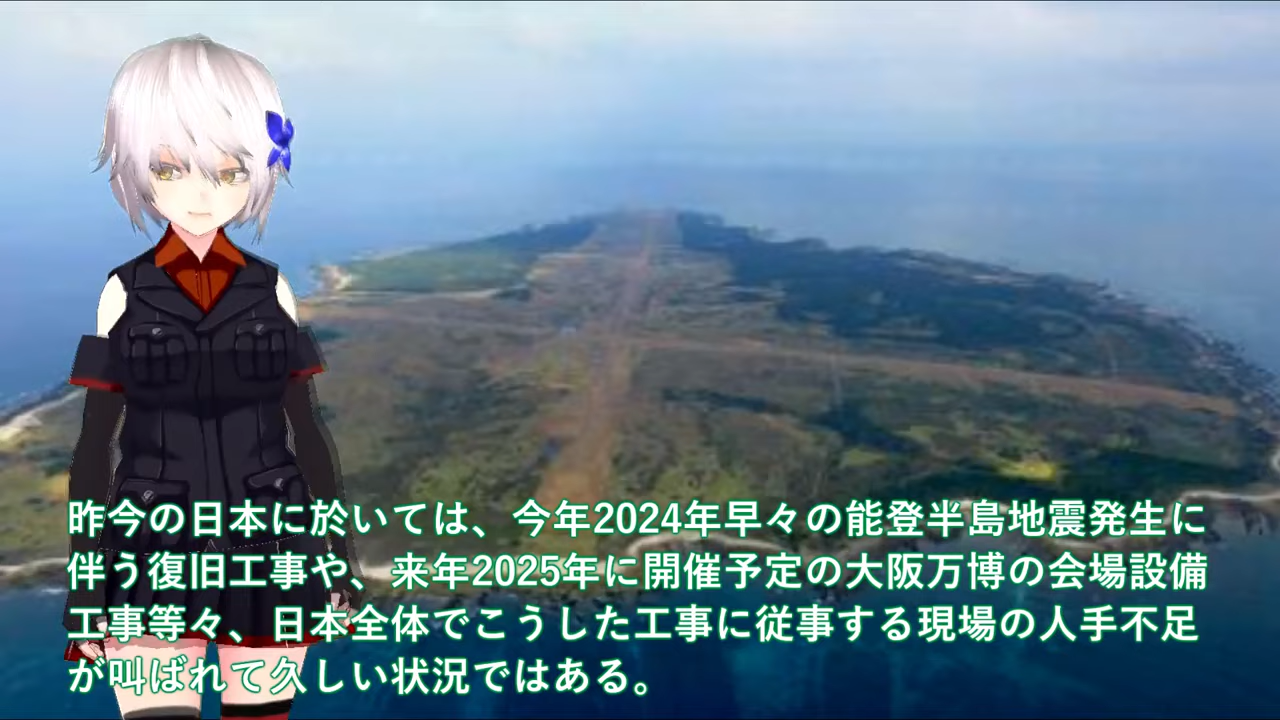 昨今の日本に於いては、今年2024年早々の能登半島地震発生に
伴う復旧工事や、来年2025年に開催予定の大阪万博の会場設備
工事等々、日本全体でこうした工事に従事する現場の人手不足
が叫ばれて久しい状況ではある。